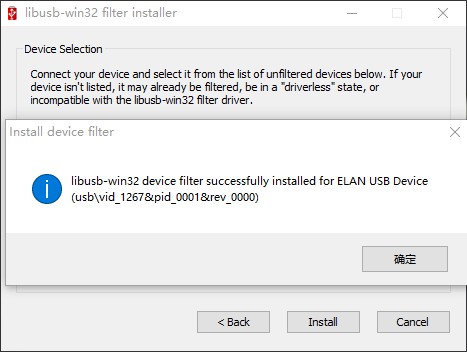 libusb-win32 filter installer
Device Selection
Connect your device and select it from the list of unfiltered devices below. If your
device isn't listed, it may already be filtered, be in a "driverless" state, or
incompatible with the libusb-win32 filter driver.
Install device filter
libusb-win32 device filter successfully installed for ELAN USB Device
(usb\vid_1267&pid_0001&rev_0000)
确定
< Back
Install
Cancel